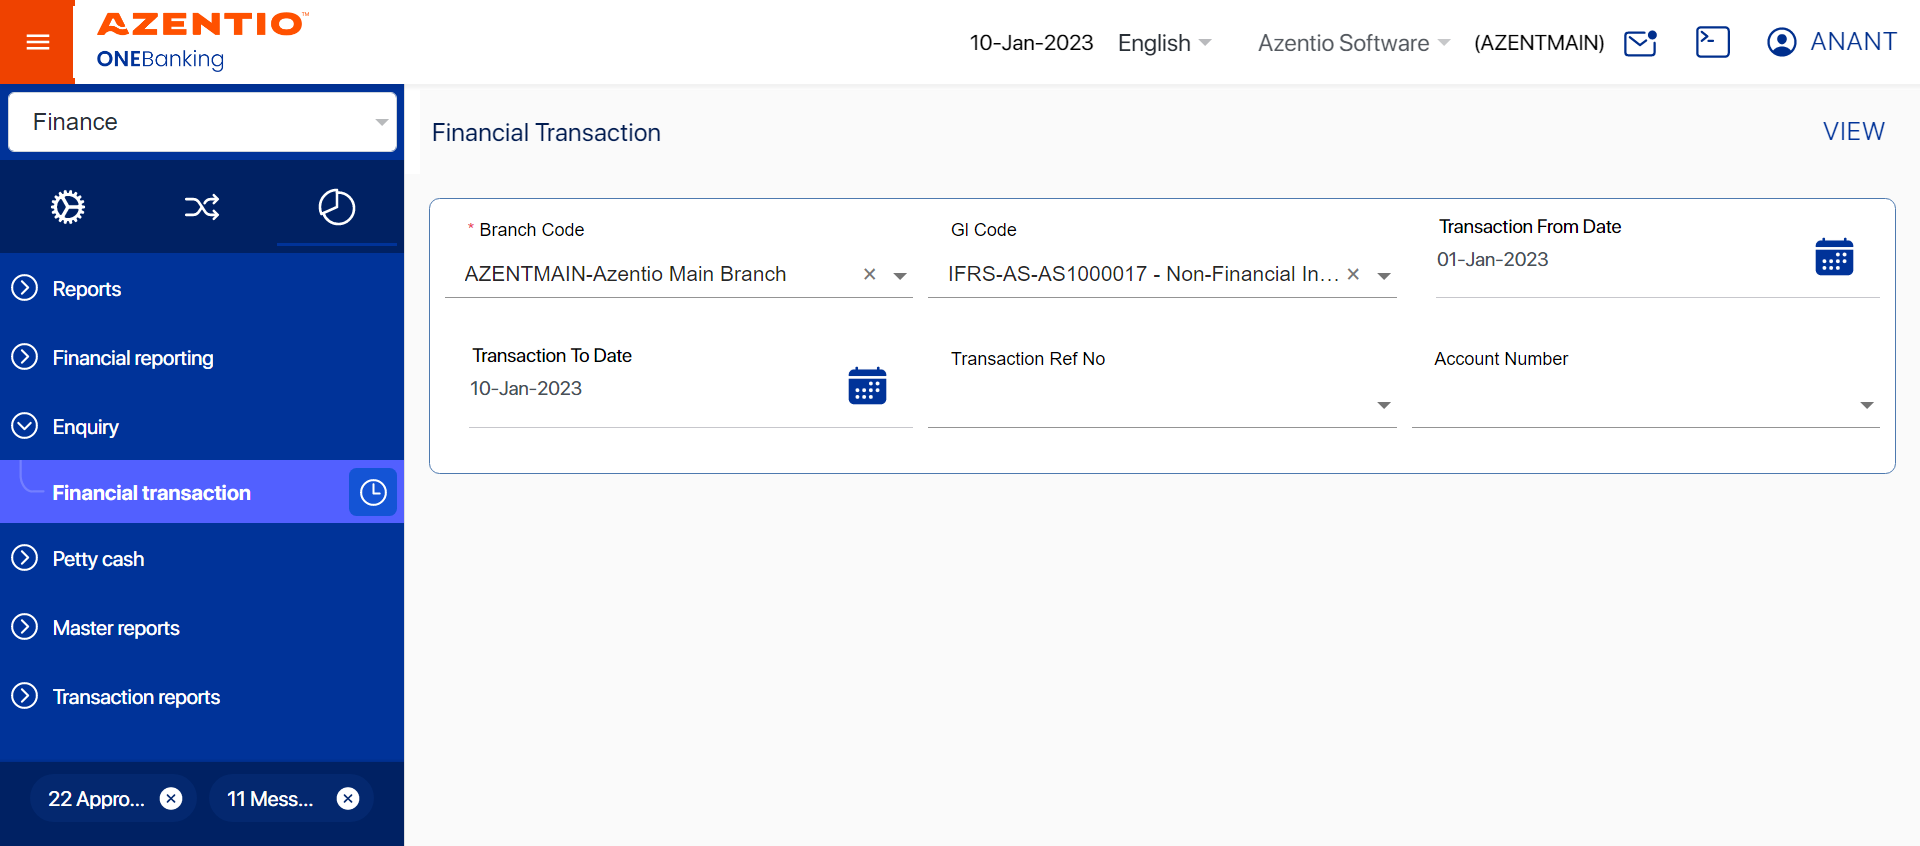 AZENTIO™
ONEBanking
10-Jan-2023 English Azentio Software (AZENTMAIN) ANANT
Finance
Reports
Financial reporting
Enquiry
Financial transaction
Petty cash
Master reports
Transaction reports
22 Appro...
11 Mess...
Financial Transaction
VIEW
* Branch Code
AZENTMAIN-Azentio Main Branch
Gl Code
IFRS-AS-AS1000017 - Non-Financial In...
Transaction From Date
01-Jan-2023
Transaction To Date
10-Jan-2023
Transaction Ref No
Account Number